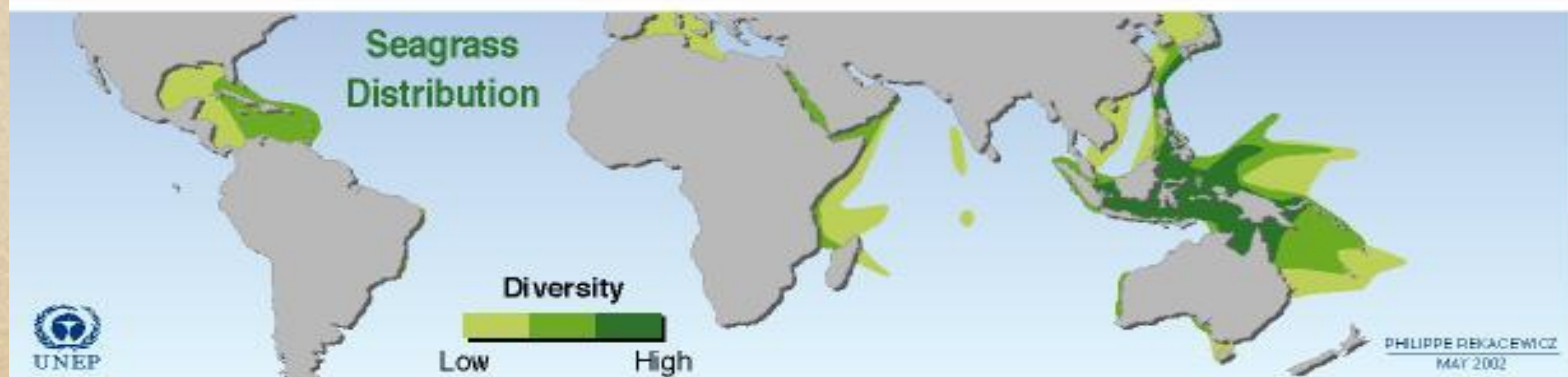 Seagrass
Distribution
Diversity
Low High
UNEP
PHILIPPE REKACEWICZ
MAY 2002